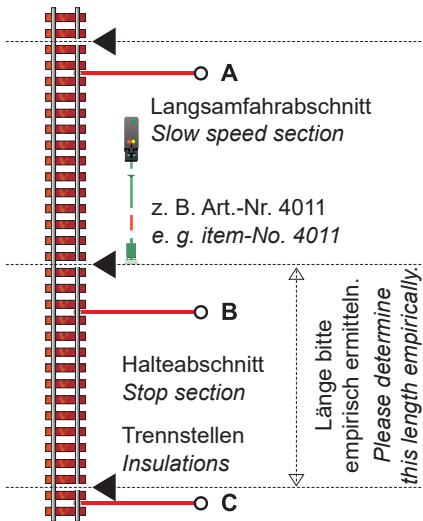 A
Langsamfahrabschnitt
Slow speed section
z. B. Art.-Nr. 4011
e. g. item-No. 4011
B
Halteabschnitt
Stop section
Trennstellen
Insulations
Länge bitte
empirisch ermitteln.
Please determine
this length empirically.
C